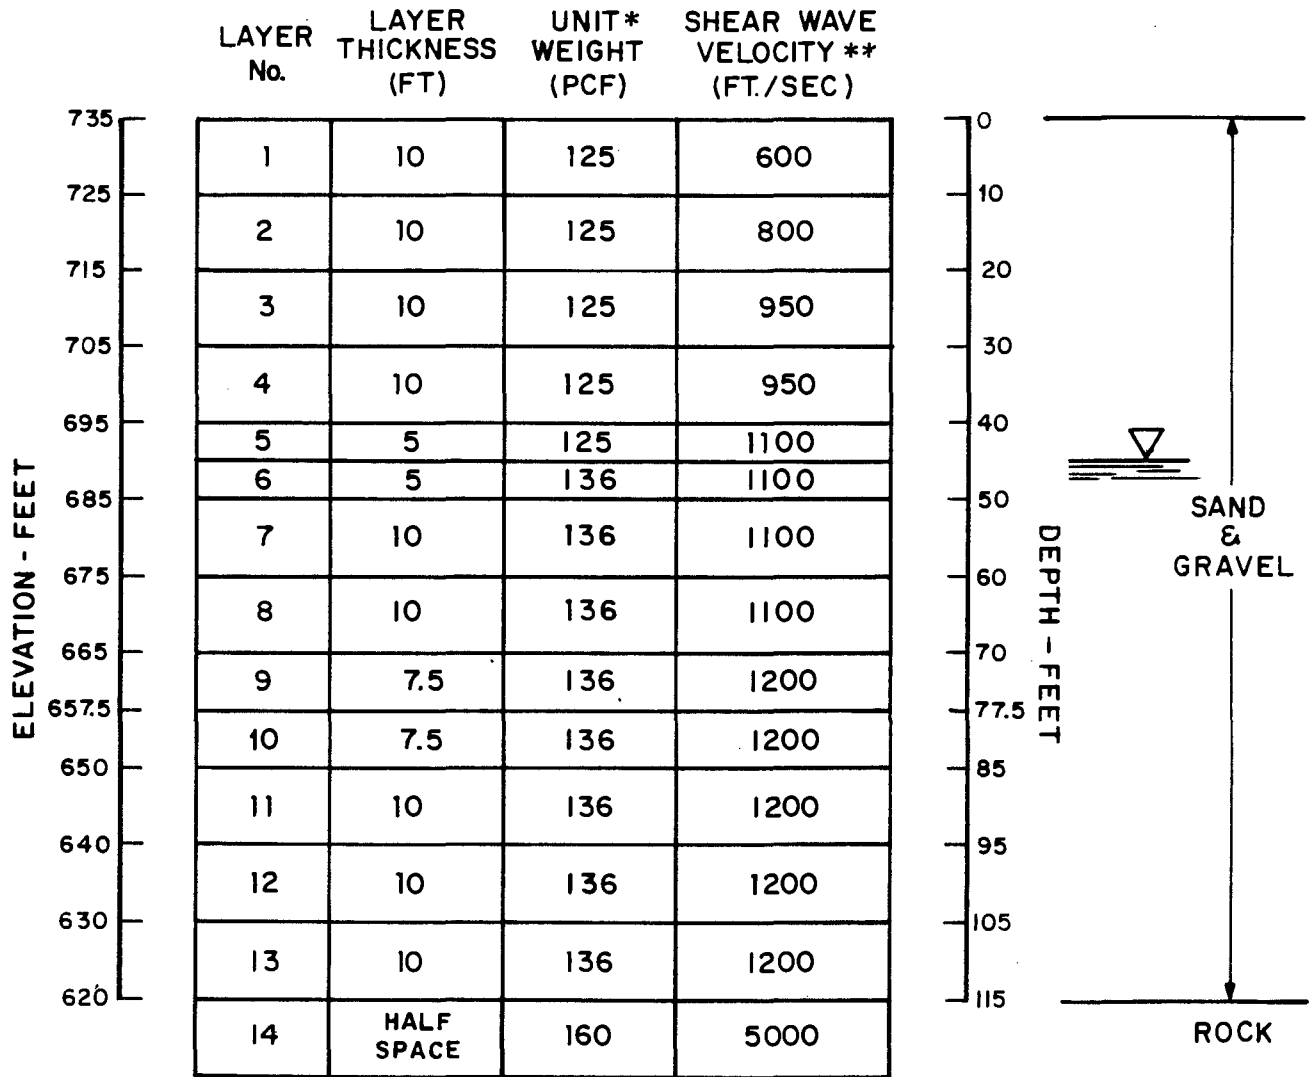 LAYER No.
LAYER THICKNESS (FT)
UNIT* WEIGHT (PCF)
SHEAR WAVE VELOCITY ** (FT./SEC)
735 0
1 10 125 600
725 10
2 10 125 800
715 20
3 10 125 950
705 30
4 10 125 950
695 40
5 5 125 1100
6 5 136 1100
685 50
7 10 136 1100
675 60
8 10 136 1100
665 70
9 7.5 136 1200
657.5 77.5
10 7.5 136 1200
650 85
11 10 136 1200
640 95
12 10 136 1200
630 105
13 10 136 1200
620 115
14 HALF SPACE 160 5000
ELEVATION - FEET
DEPTH - FEET
SAND
&
GRAVEL
ROCK